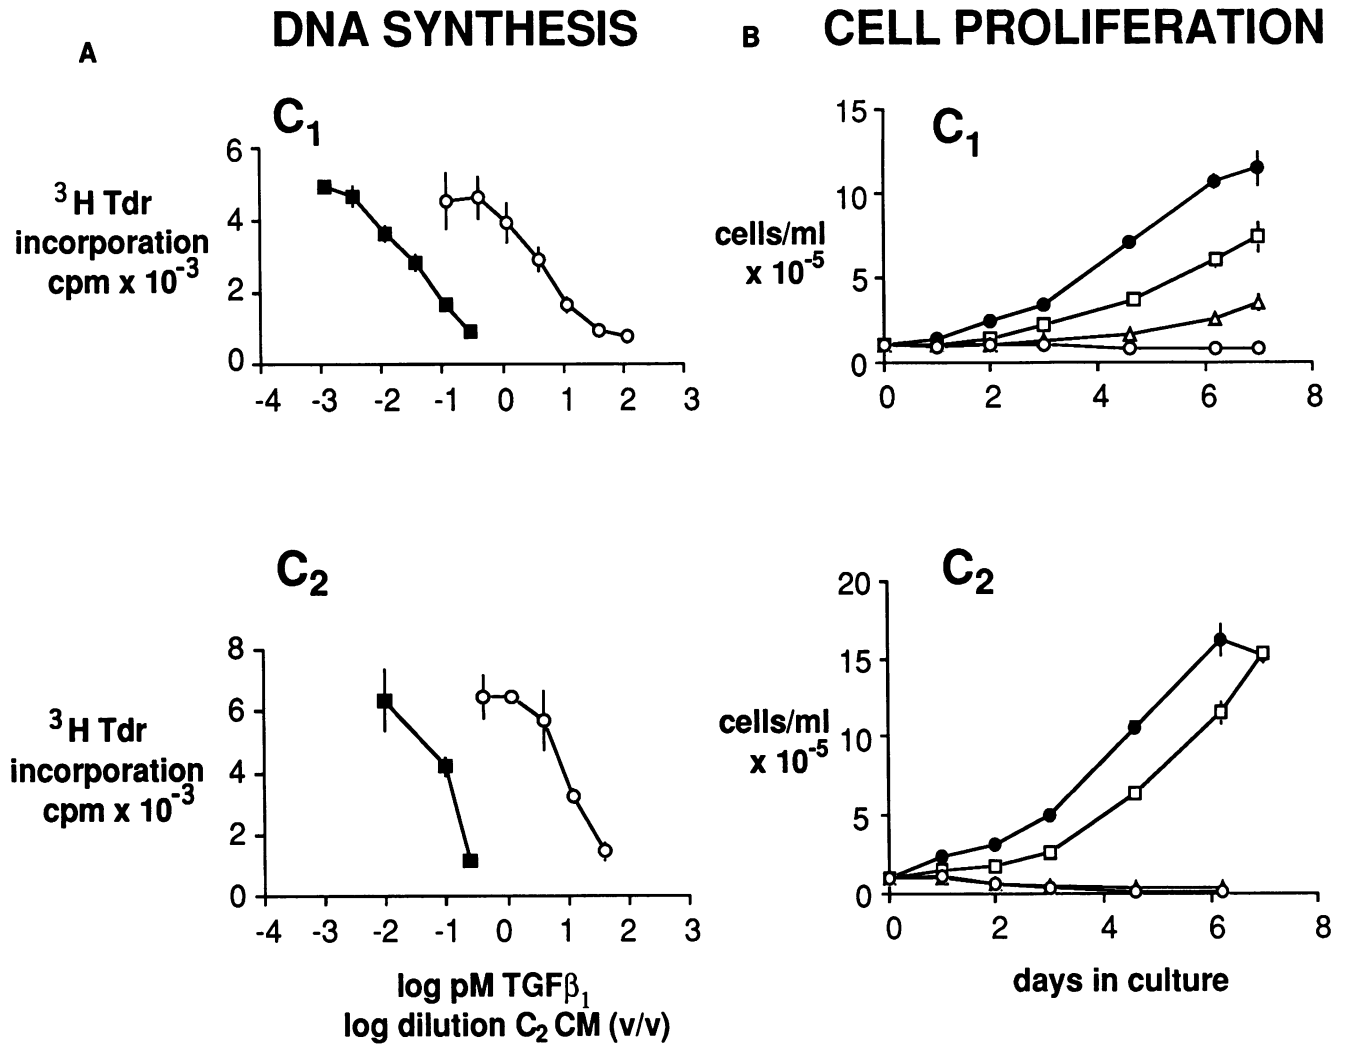 A
DNA SYNTHESIS
B
CELL PROLIFERATION
C₁
6
4
2
0
³H Tdr
incorporation
cpm x 10⁻³
-4 -3 -2 -1 0 1 2 3
C₁
15
10
5
0
cells/ml
x 10⁻⁵
0 2 4 6 8
C₂
8
6
4
2
0
³H Tdr
incorporation
cpm x 10⁻³
-4 -3 -2 -1 0 1 2 3
log pM TGFβ₁
log dilution C₂ CM (v/v)
C₂
20
15
10
5
0
cells/ml
x 10⁻⁵
0 2 4 6 8
days in culture